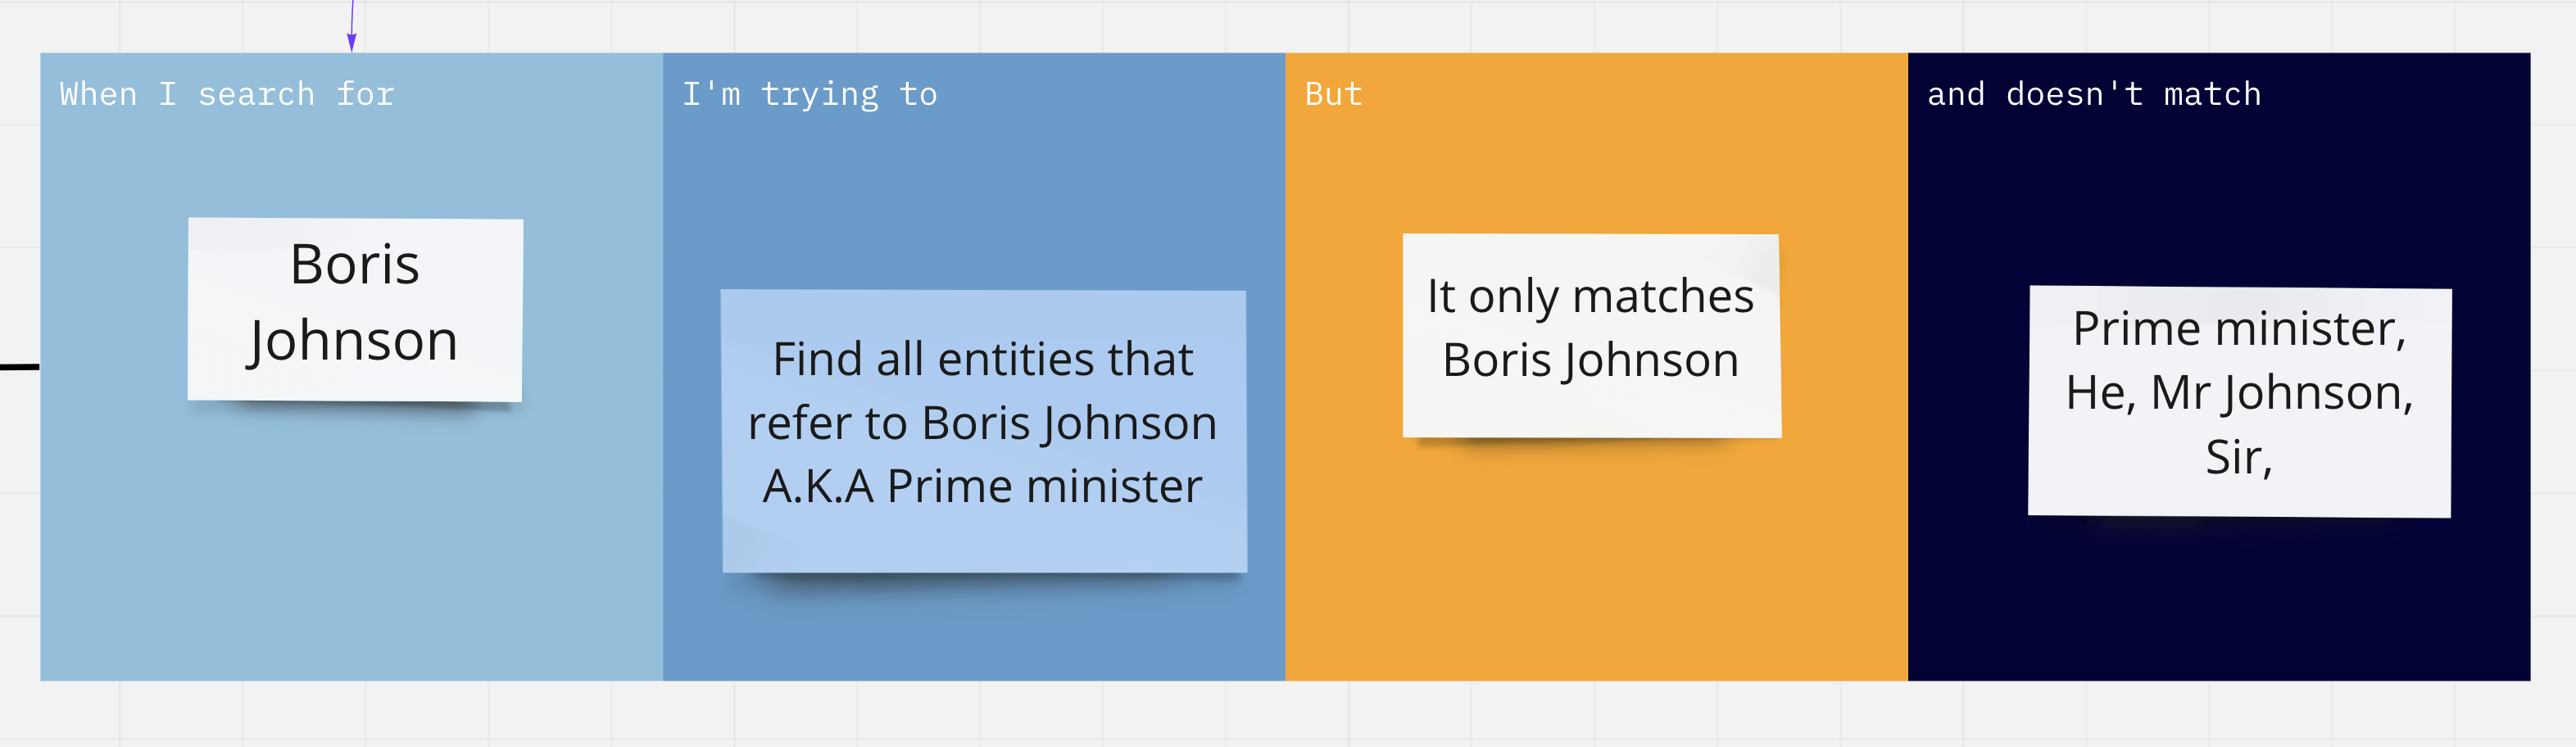 When I search for
Boris
Johnson
I'm trying to
Find all entities that
refer to Boris Johnson
A.K.A Prime minister
But
It only matches
Boris Johnson
and doesn't match
Prime minister,
He, Mr Johnson,
Sir,